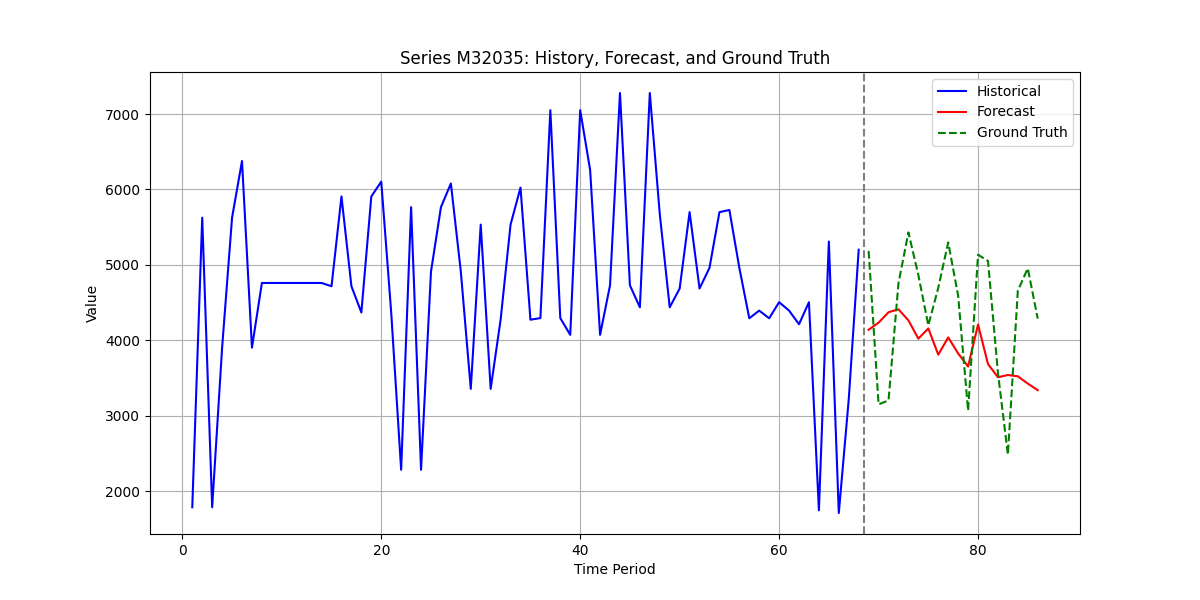 Series M32035: History, Forecast, and Ground Truth
Historical
Forecast
Ground Truth
7000
6000
5000
4000
3000
2000
Value
0 20 40 60 80
Time Period